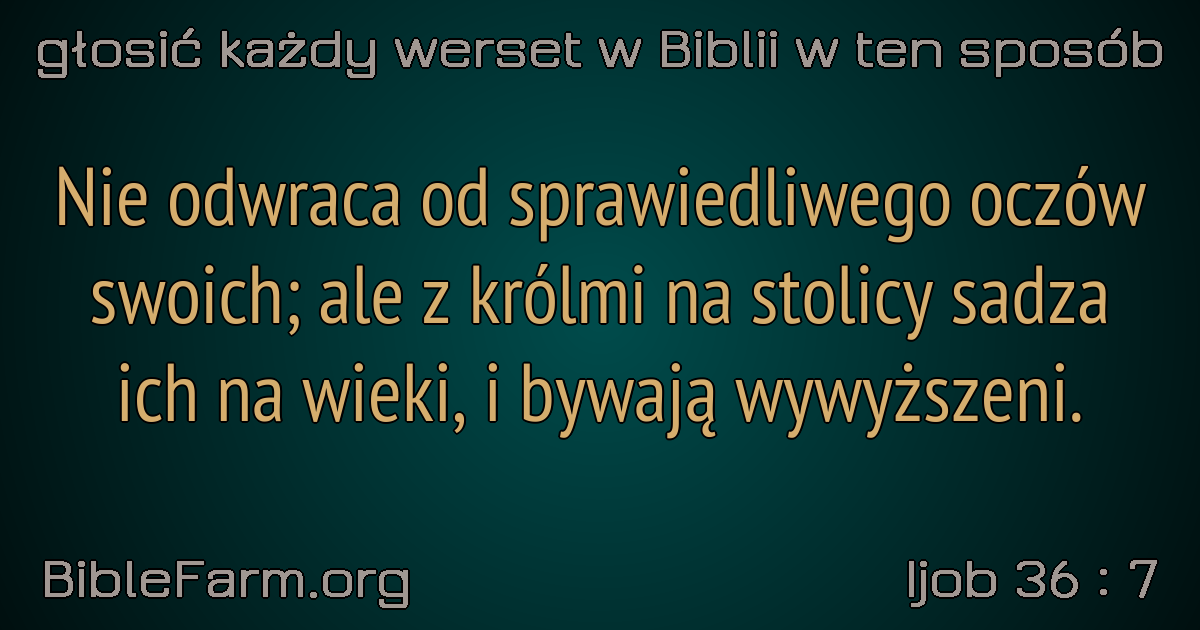 głosić każdy werset w Biblii w ten sposób
Nie odwraca od sprawiedliwego oczów
swoich; ale z królmi na stolicy sadza
ich na wieki, i bywają wywyższeni.
BibleFarm.org
Ijob 36 : 7